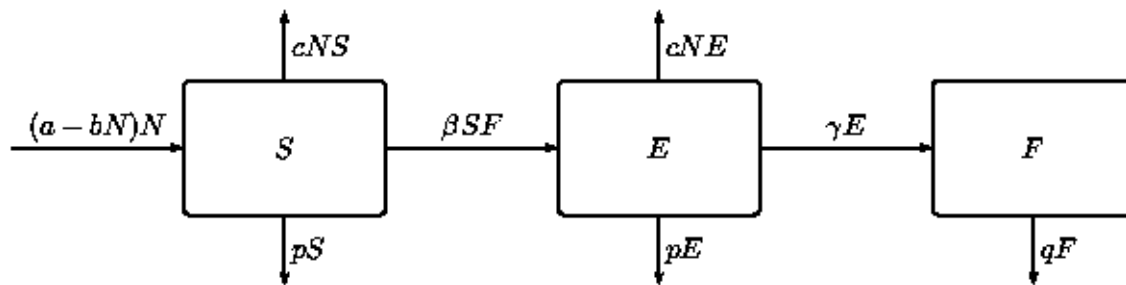 cNS
cNE
(a − bN)N
S
βSF
E
γE
F
pS
pE
qF